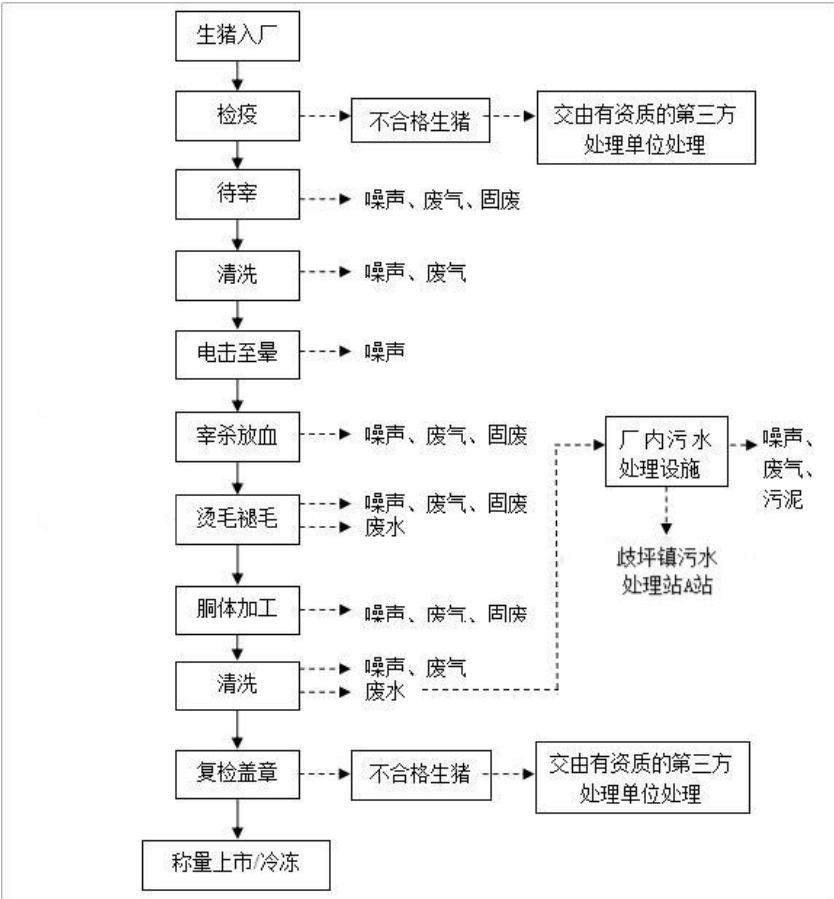 生猪入厂
检疫
不合格生猪
交由有资质的第三方
处理单位处理
待宰
噪声、废气、固废
清洗
噪声、废气
电击至晕
噪声
宰杀放血
噪声、废气、固废
厂内污水
处理设施
噪声、
废气、
污泥
烫毛褪毛
噪声、废气、固废
废水
歧坪镇污水
处理站A站
胴体加工
噪声、废气、固废
清洗
噪声、废气
废水
复检盖章
不合格生猪
交由有资质的第三方
处理单位处理
称量上市/冷冻